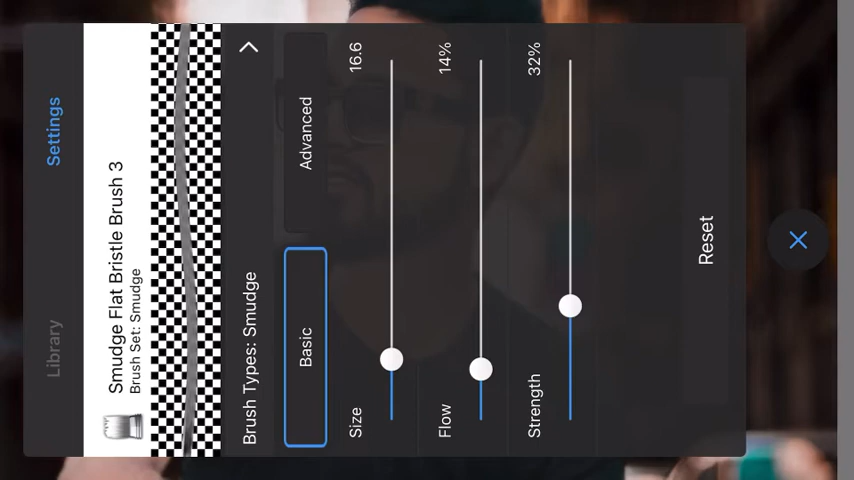 Library
Settings
Smudge Flat Bristle Brush 3
Brush Set: Smudge
Brush Types: Smudge
Basic
Advanced
Size
16.6
Flow
14%
Strength
32%
Reset